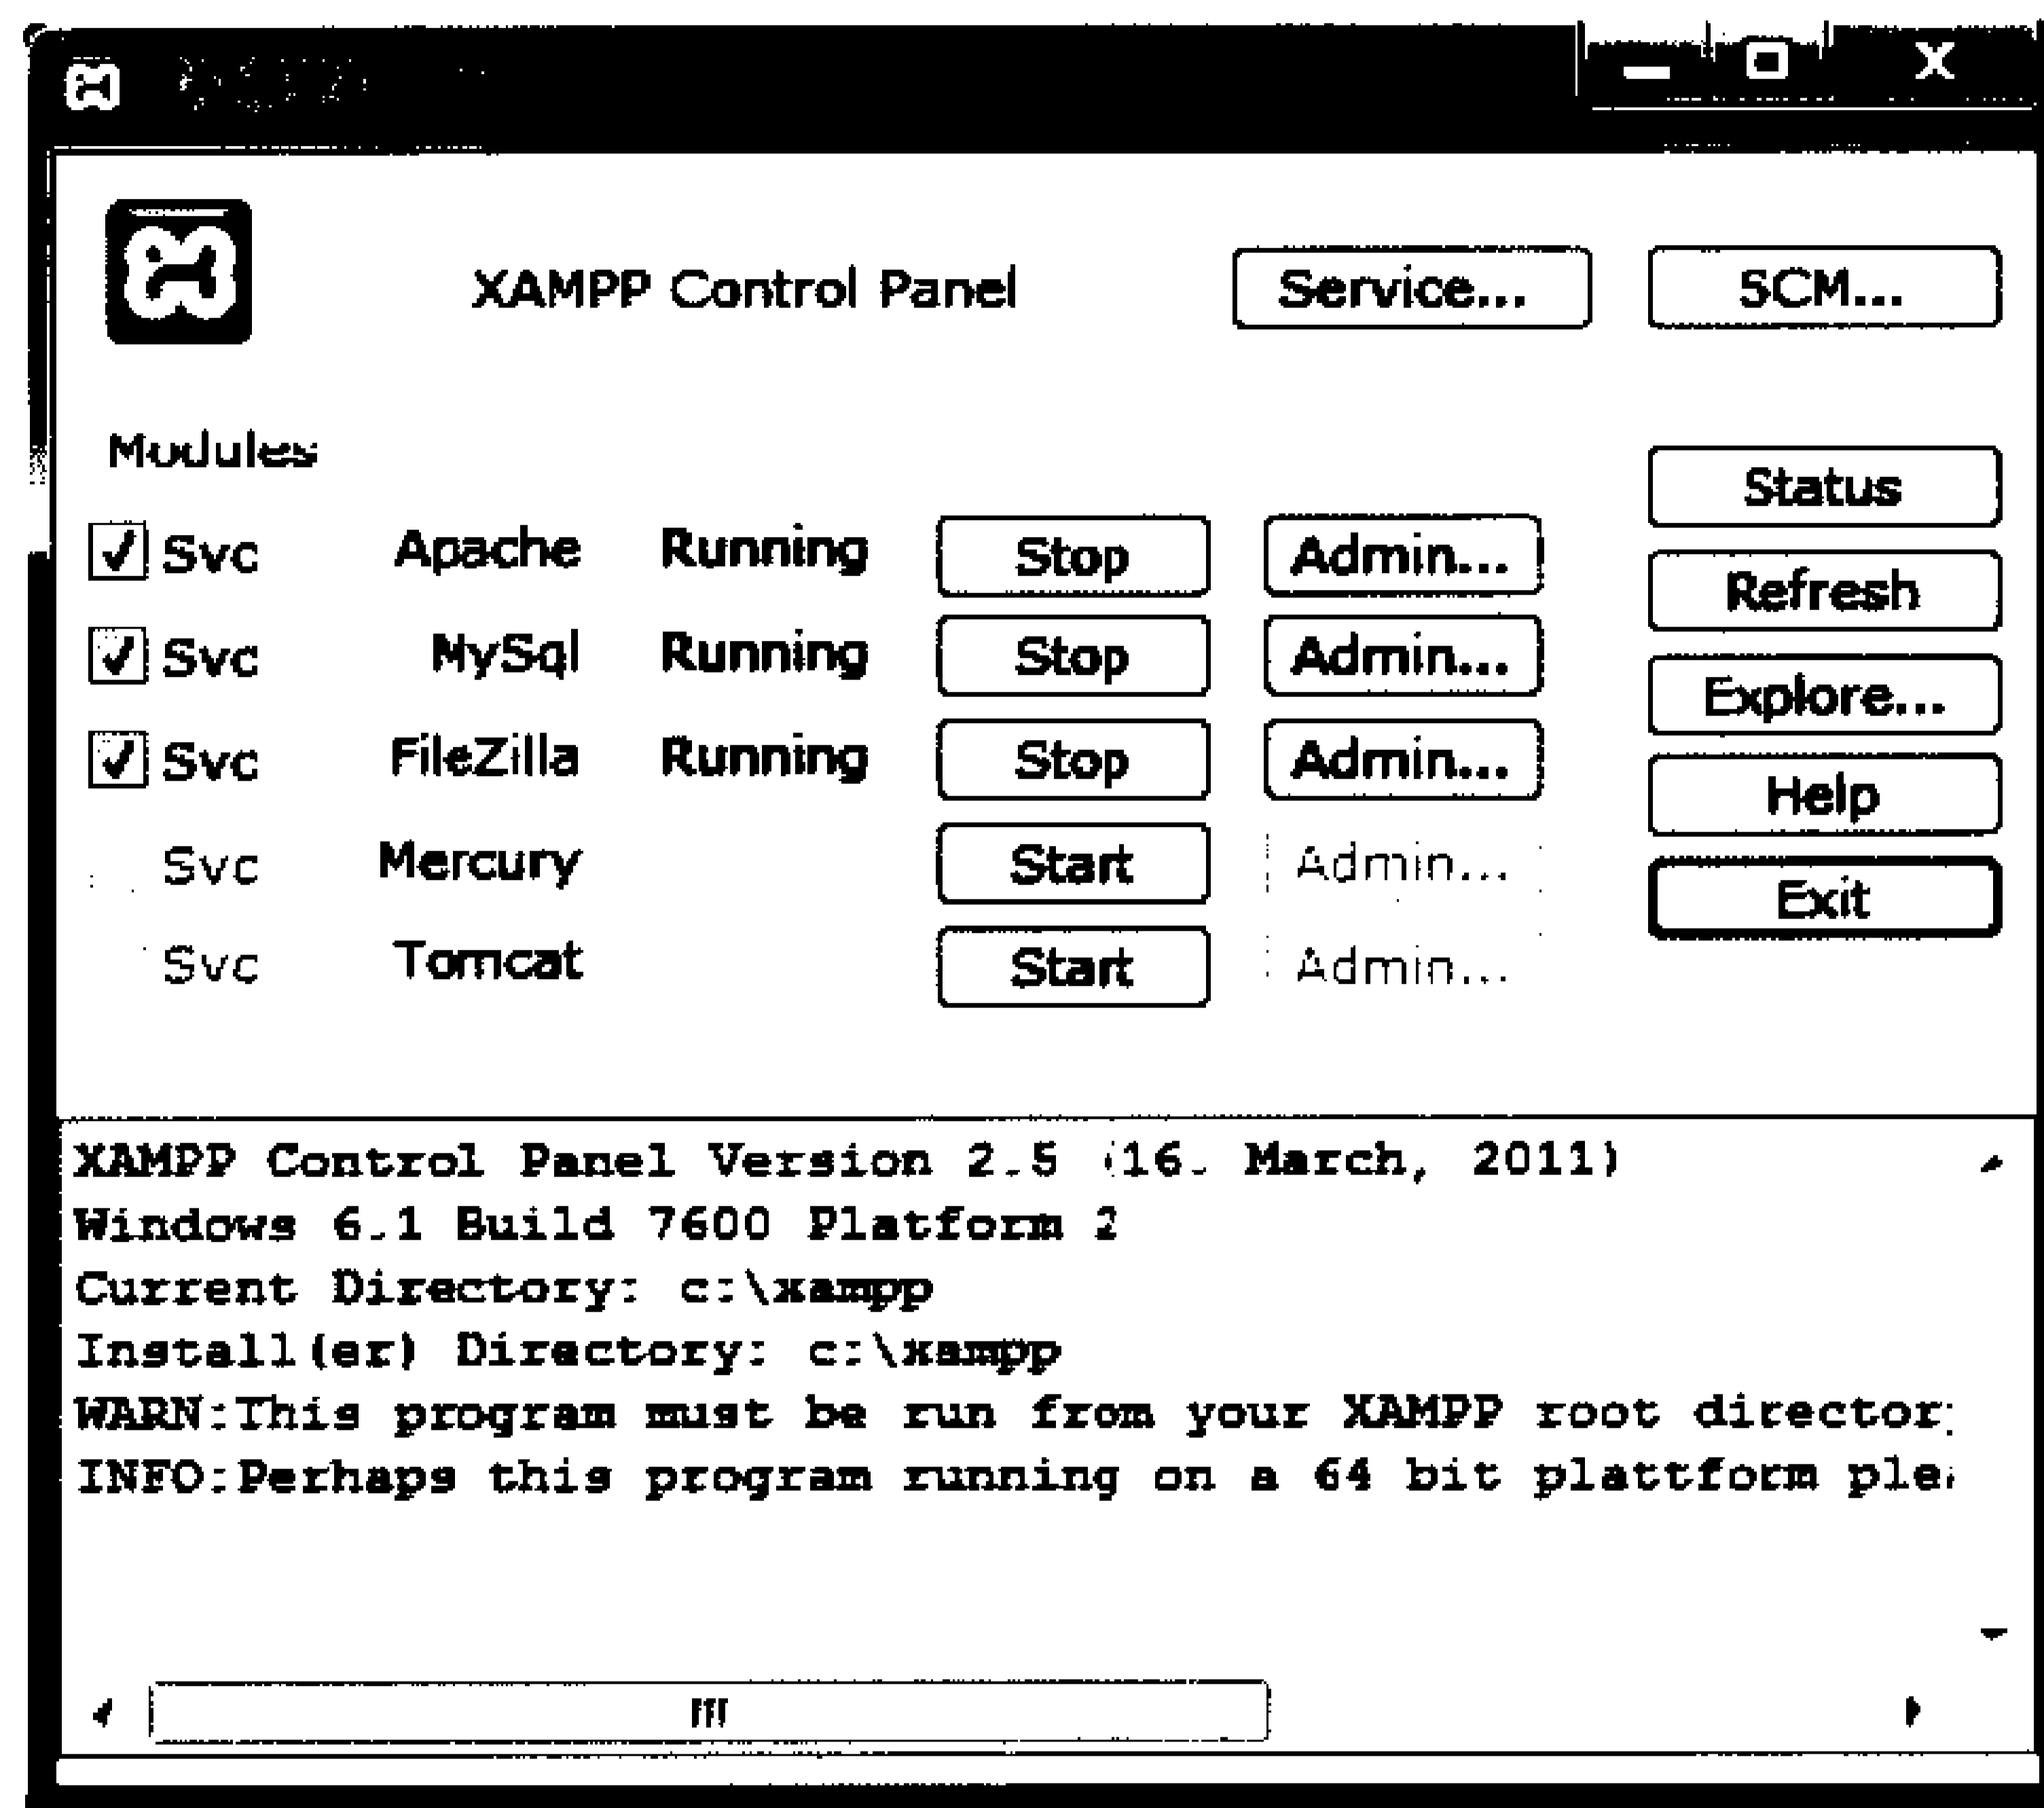 XAMPP Control Panel Service... SCM...
Modules
Status
Svc Apache Running Stop Admin...
Refresh
Svc MySql Running Stop Admin...
Explore...
Svc FileZilla Running Stop Admin...
Help
Svc Mercury Start Admin...
Exit
Svc Tomcat Start Admin...
XAMPP Control Panel Version 2.5 (16. March, 2011)
Windows 6.1 Build 7600 Platform 2
Current Directory: c:\xampp
Install(er) Directory: c:\xampp
WARN:This program must be run from your XAMPP root director
INFO:Perhaps this program running on a 64 bit plattform ple